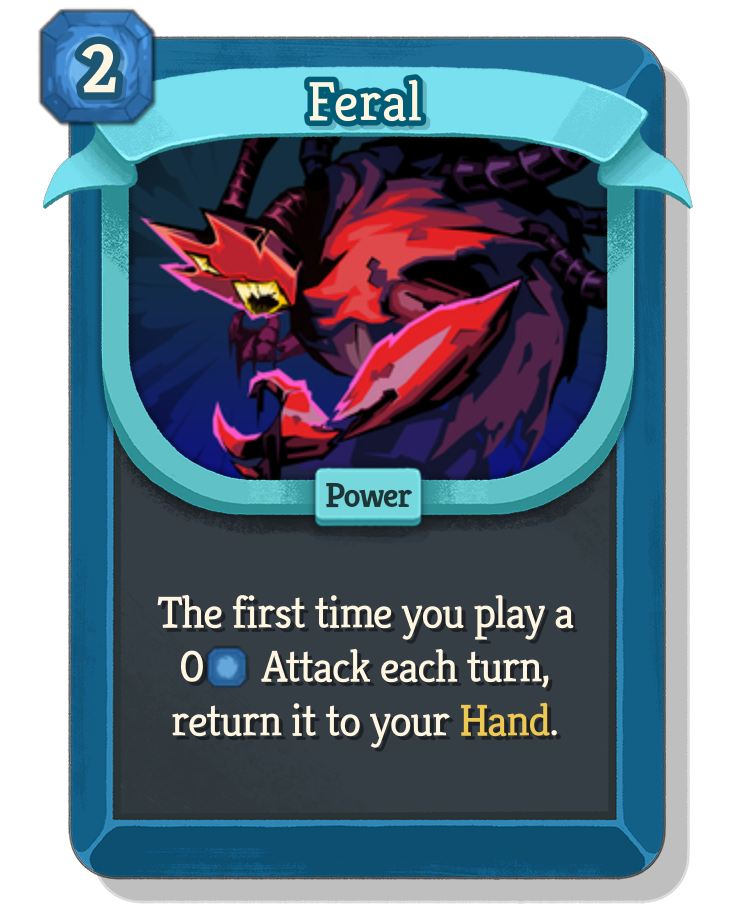 2
Feral
Power
The first time you play a
0 Attack each turn,
return it to your Hand.